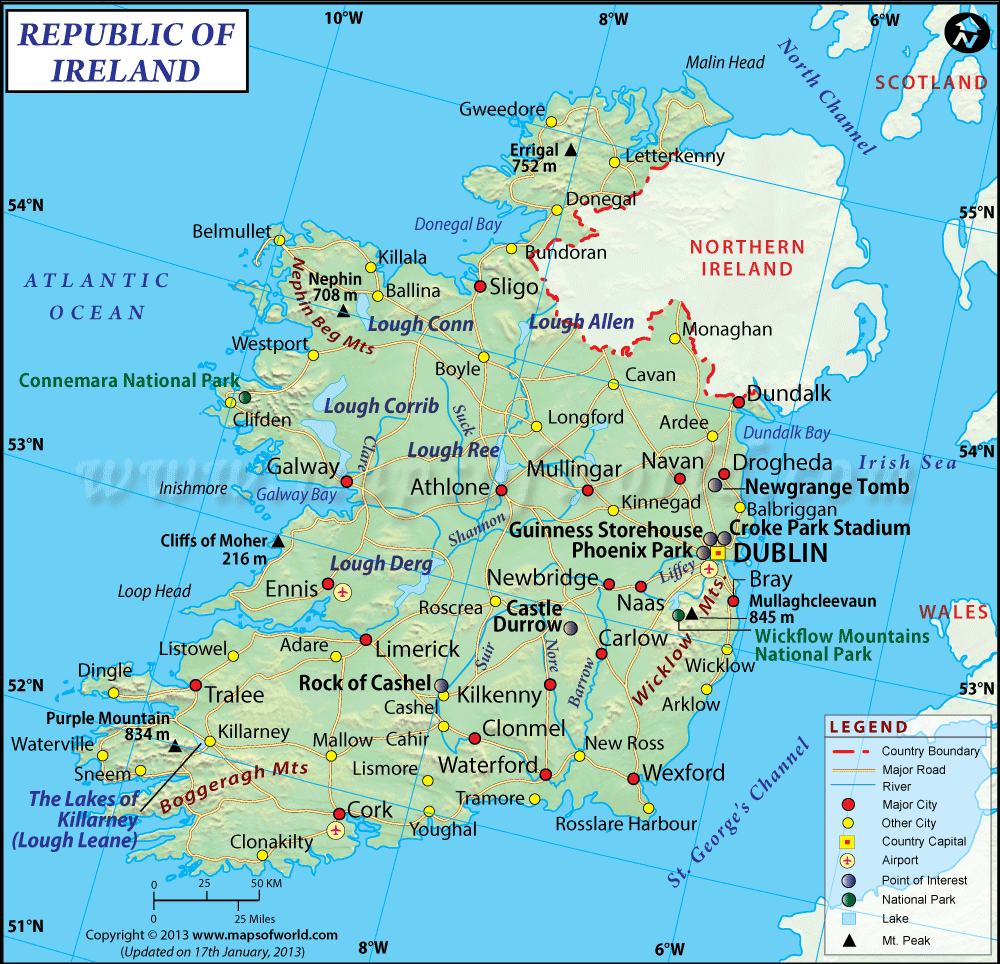 REPUBLIC OF
IRELAND
10°W
8°W
6°W
N
Malin Head
North Channel
SCOTLAND
Gweedore
Errigal
752 m
Letterkenny
54°N
Donegal
55°N
Donegal Bay
Belmullet
Bundoran
NORTHERN
IRELAND
Killala
ATLANTIC
OCEAN
Nephin
708 m
Ballina
Sligo
Nephin Beg Mts
Lough Conn
Lough Allen
Monaghan
Westport
Boyle
Cavan
Connemara National Park
Dundalk
Clifden
Lough Corrib
Suck
Longford
Ardee
Dundalk Bay
53°N
54°N
Clare
Lough Ree
Galway
Mullingar
Navan
Drogheda
Irish Sea
Inishmore
Galway Bay
Athlone
Newgrange Tomb
Kinnegad
Balbriggan
Shannon
Guinness Storehouse
Croke Park Stadium
Cliffs of Moher
216 m
Phoenix Park
DUBLIN
Lough Derg
Liffey
Loop Head
Ennis
Newbridge
Bray
Roscrea
Castle
Durrow
Naas
Mullaghcleevaun
845 m
WALES
Carlow
Wicklow Mts.
Wickflow Mountains
National Park
Listowel
Adare
Limerick
Suir
Nore
Barrow
Wicklow
Dingle
52°N
53°N
Tralee
Rock of Cashel
Cashel
Kilkenny
Arklow
Purple Mountain
834 m
Waterville
Killarney
Mallow
Cahir
Clonmel
New Ross
Sneem
Boggeragh Mts
Lismore
Waterford
Wexford
The Lakes of
Killarney
(Lough Leane)
Cork
Tramore
Youghal
Rosslare Harbour
St. George's Channel
Clonakilty
LEGEND
Country Boundary
Major Road
River
Major City
Other City
Country Capital
Airport
Point of Interest
National Park
Lake
Mt. Peak
0 25 50 KM
0 25 Miles
51°N
Copyright © 2013 www.mapsofworld.com
(Updated on 17th January, 2013)
8°W
6°W